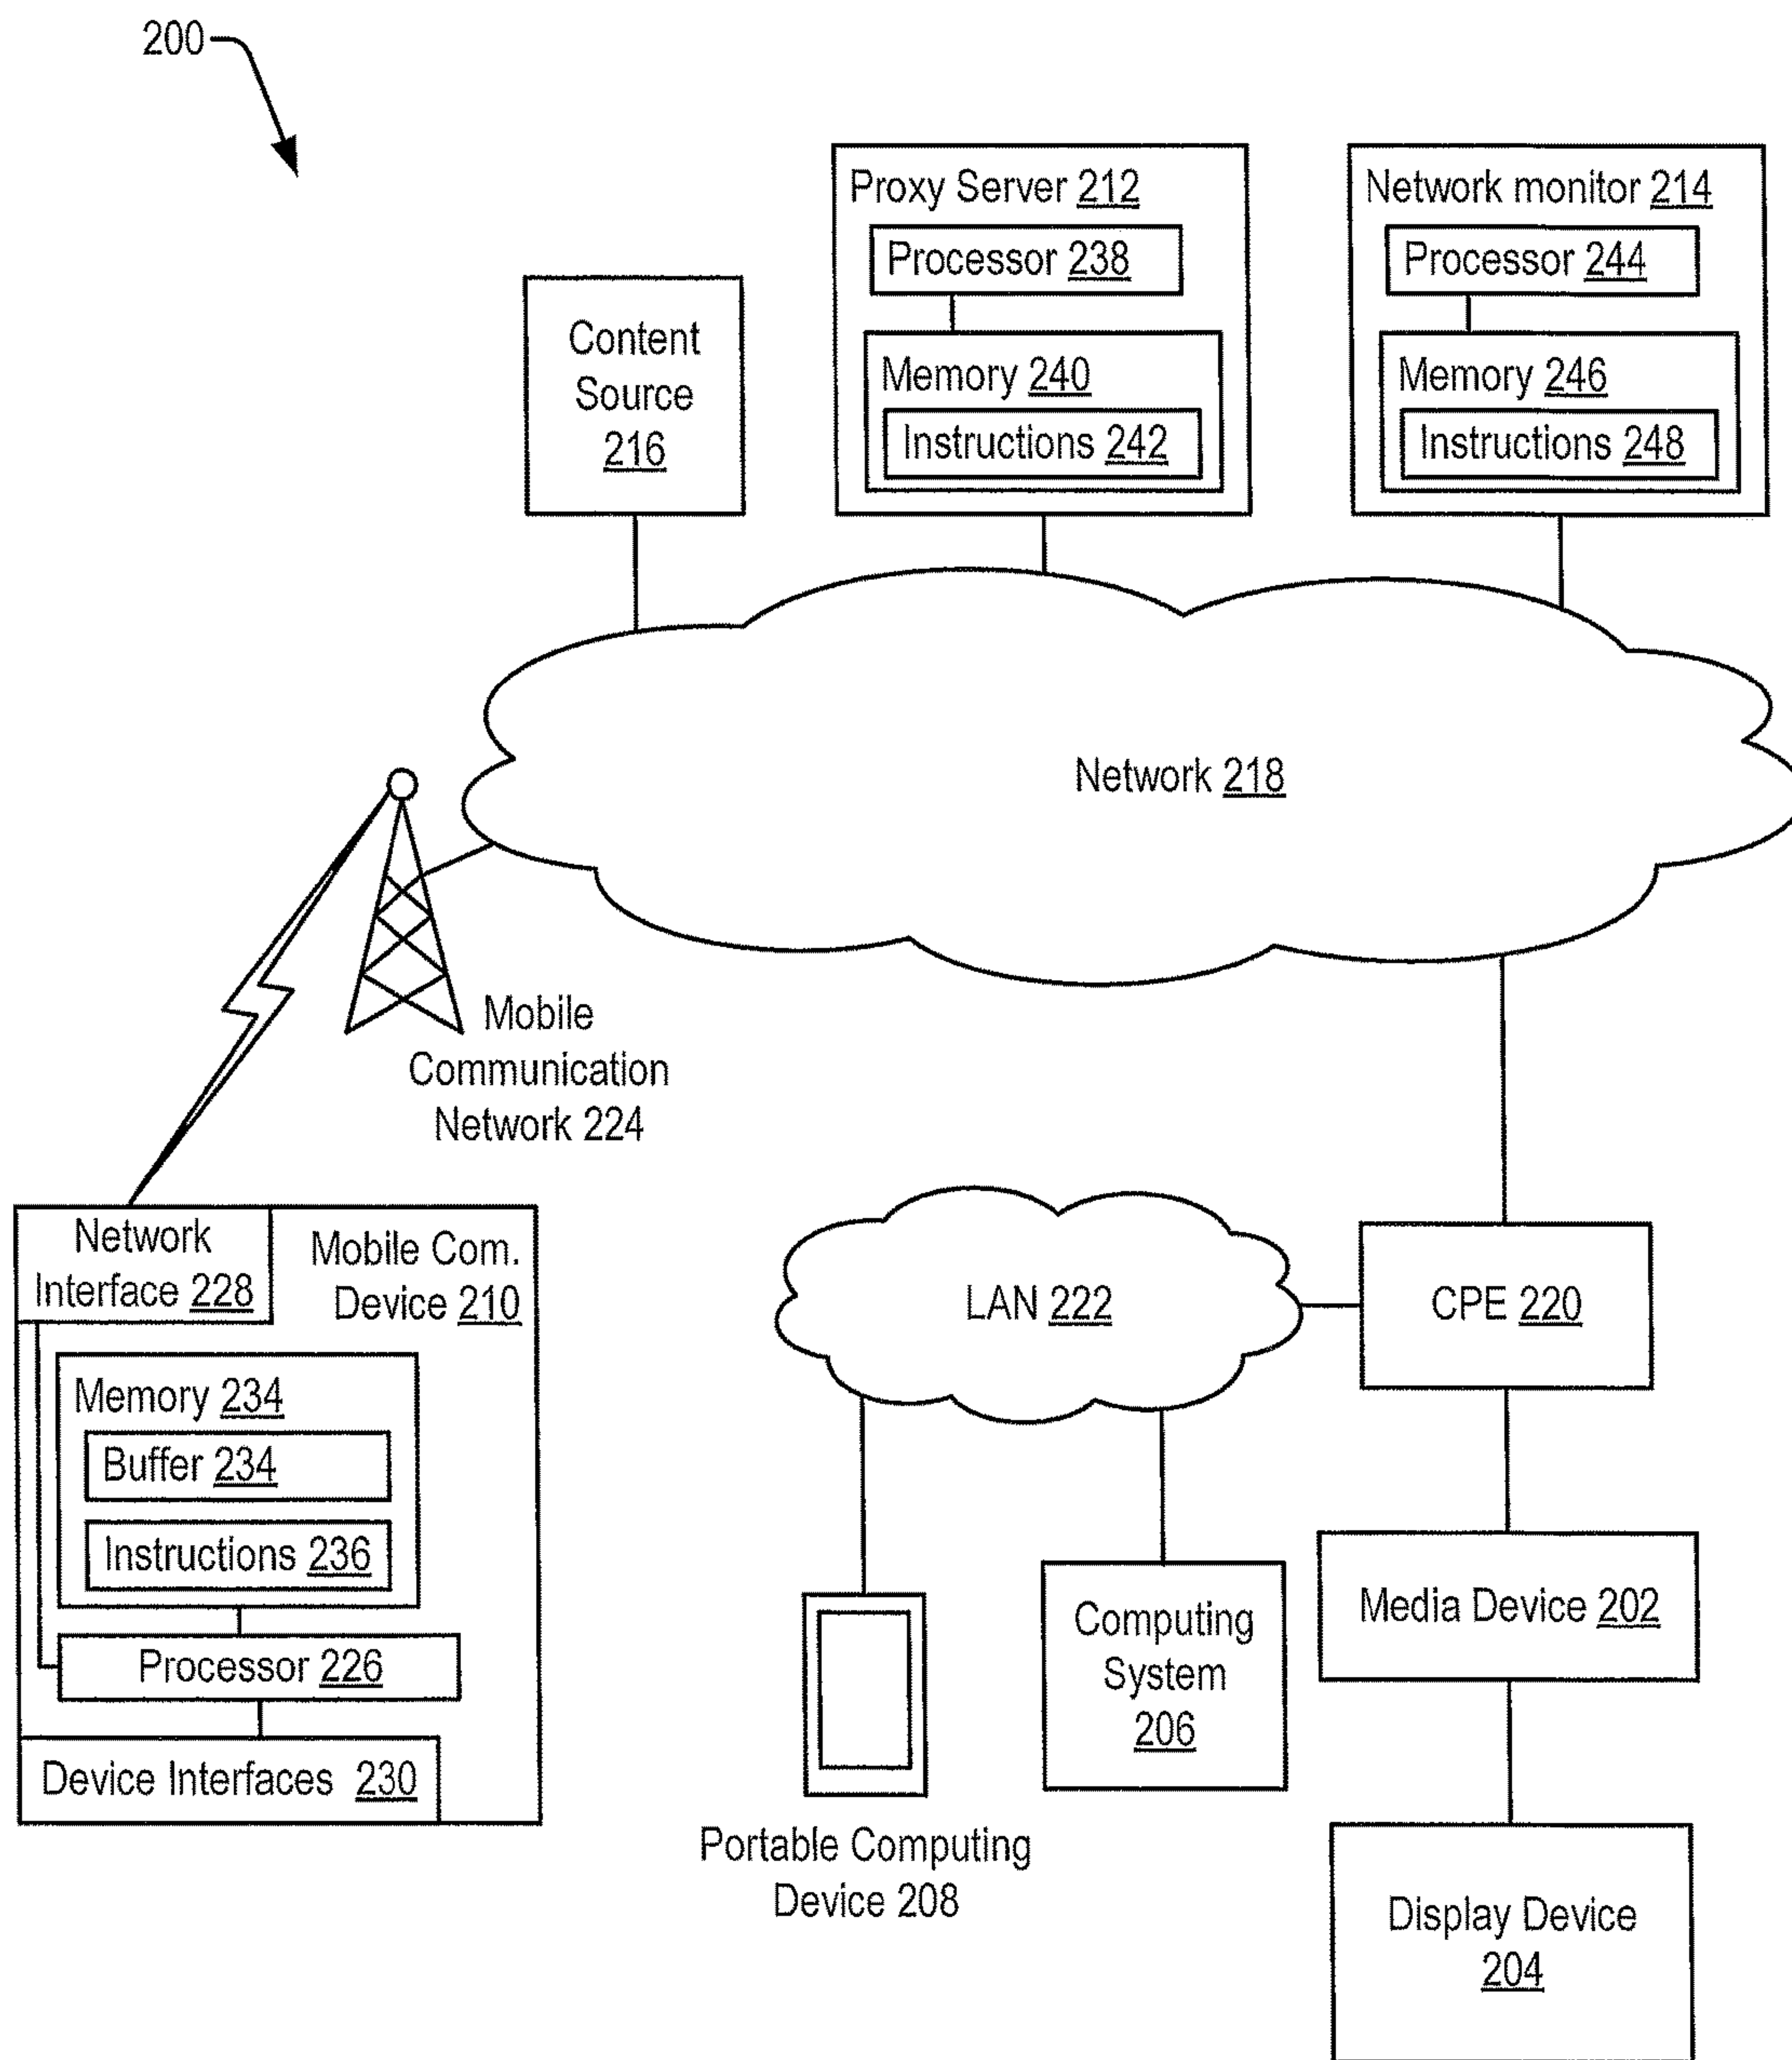 200
Proxy Server 212
Processor 238
Memory 240
Instructions 242
Network monitor 214
Processor 244
Memory 246
Instructions 248
Content
Source
216
Network 218
Mobile
Communication
Network 224
Network
Interface 228
Mobile Com.
Device 210
Memory 234
Buffer 234
Instructions 236
Processor 226
Device Interfaces 230
LAN 222
CPE 220
Portable Computing
Device 208
Computing
System
206
Media Device 202
Display Device
204